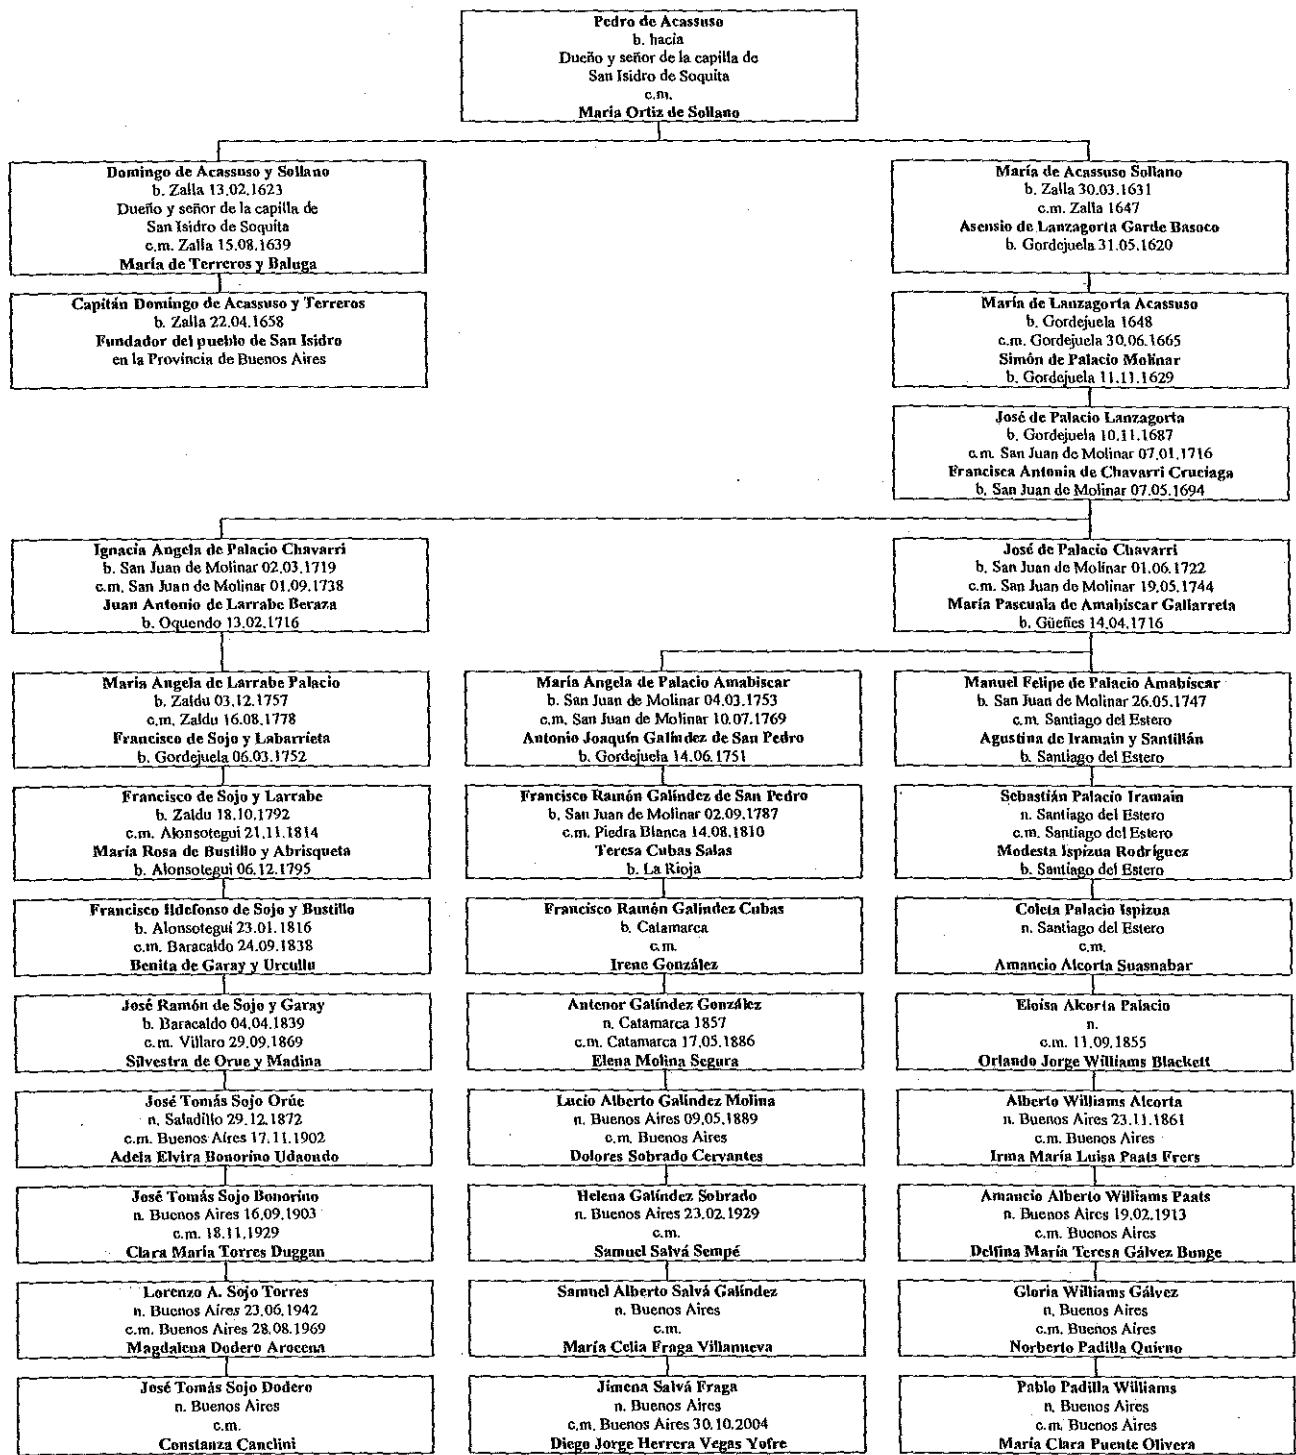 Pedro de Acassuso
b. hacia
Dueño y señor de la capilla de
San Isidro de Soquita
c.m.
María Ortiz de Sollano
Domingo de Acassuso y Sollano
b. Zalla 13.02.1623
Dueño y señor de la capilla de
San Isidro de Soquita
c.m. Zalla 15.08.1639
María de Terreros y Baluga
María de Acassuso Sollano
b. Zalla 30.03.1631
c.m. Zalla 1647
Asensio de Lanzagorta Garde Basoco
b. Gordejuela 31.05.1620
Capitán Domingo de Acassuso y Terreros
b. Zalla 22.04.1658
Fundador del pueblo de San Isidro
en la Provincia de Buenos Aires
María de Lanzagorta Acassuso
b. Gordejuela 1648
c.m. Gordejuela 30.06.1665
Simón de Palacio Molinar
b. Gordejuela 11.11.1629
José de Palacio Lanzagorta
b. Gordejuela 10.11.1687
c.m. San Juan de Molinar 07.01.1716
Francisca Antonia de Chavarri Cruciaga
b. San Juan de Molinar 07.05.1694
Ignacia Angela de Palacio Chavarri
b. San Juan de Molinar 02.03.1719
c.m. San Juan de Molinar 01.09.1738
Juan Antonio de Larrabe Beraza
b. Oquendo 13.02.1716
José de Palacio Chavarri
b. San Juan de Molinar 01.06.1722
c.m. San Juan de Molinar 19.05.1744
María Pascuala de Amabiscar Gallarreta
b. Güeñes 14.04.1716
María Angela de Larrabe Palacio
b. Zaldu 03.12.1757
c.m. Zaldu 16.08.1778
Francisco de Sojo y Labarrieta
b. Gordejuela 06.03.1752
María Angela de Palacio Amabiscar
b. San Juan de Molinar 04.03.1753
c.m. San Juan de Molinar 10.07.1769
Antonio Joaquín Galíndez de San Pedro
b. Gordejuela 14.06.1751
Manuel Felipe de Palacio Amabiscar
b. San Juan de Molinar 26.05.1747
c.m. Santiago del Estero
Agustina de Iramain y Santillán
b. Santiago del Estero
Francisco de Sojo y Larrabe
b. Zaldu 18.10.1792
c.m. Alonsotegui 21.11.1814
María Rosa de Bustillo y Abrisqueta
b. Alonsotegui 06.12.1795
Francisco Ramón Galíndez de San Pedro
b. San Juan de Molinar 02.09.1787
c.m. Piedra Blanca 14.08.1810
Teresa Cubas Salas
b. La Rioja
Sebastián Palacio Iramain
n. Santiago del Estero
c.m. Santiago del Estero
Modesta Ispizua Rodríguez
b. Santiago del Estero
Francisco Ildefonso de Sojo y Bustillo
b. Alonsotegui 23.01.1816
c.m. Baracaldo 24.09.1838
Benita de Garay y Urcullu
Francisco Ramón Galíndez Cubas
b. Catamarca
c.m.
Irene González
Coleta Palacio Ispizua
n. Santiago del Estero
c.m.
Amancio Alcorta Suasnabar
José Ramón de Sojo y Garay
b. Baracaldo 04.04.1839
c.m. Villaro 29.09.1869
Silvestra de Orue y Madina
Antenor Galíndez González
n. Catamarca 1857
c.m. Catamarca 17.05.1886
Elena Molina Segura
Eloísa Alcorta Palacio
n.
c.m. 11.09.1855
Orlando Jorge Williams Blackett
José Tomás Sojo Orúe
n. Saladillo 29.12.1872
c.m. Buenos Aires 17.11.1902
Adela Elvira Bonorino Udaondo
Lucio Alberto Galíndez Molina
n. Buenos Aires 09.05.1889
c.m. Buenos Aires
Dolores Sobrado Cervantes
Alberto Williams Alcorta
n. Buenos Aires 23.11.1861
c.m. Buenos Aires
Irma María Luisa Paats Frers
José Tomás Sojo Bonorino
n. Buenos Aires 16.09.1903
c.m. 18.11.1929
Clara María Torres Duggan
Helena Galíndez Sobrado
n. Buenos Aires 23.02.1929
c.m.
Samuel Salvá Sempé
Amancio Alberto Williams Paats
n. Buenos Aires 19.02.1913
c.m. Buenos Aires
Delfina María Teresa Gálvez Bunge
Lorenzo A. Sojo Torres
n. Buenos Aires 23.06.1942
c.m. Buenos Aires 28.08.1969
Magdalena Dodero Arocena
Samuel Alberto Salvá Galíndez
n. Buenos Aires
c.m.
María Celia Fraga Villanueva
Gloria Williams Gálvez
n. Buenos Aires
c.m. Buenos Aires
Norberto Padilla Quirno
José Tomás Sojo Dodero
n. Buenos Aires
c.m.
Constanza Canclini
Jimena Salvá Fraga
n. Buenos Aires
c.m. Buenos Aires 30.10.2004
Diego Jorge Herrera Vegas Yofre
Pablo Padilla Williams
n. Buenos Aires
c.m. Buenos Aires
María Clara Puente Olivera